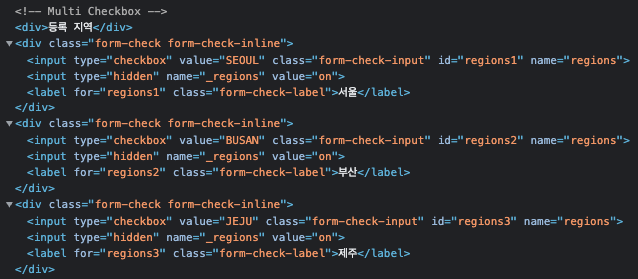 <!-- Multi Checkbox -->
<div>등록 지역</div>
<div class="form-check form-check-inline">
<input type="checkbox" value="SEOUL" class="form-check-input" id="regions1" name="regions">
<input type="hidden" name="_regions" value="on">
<label for="regions1" class="form-check-label">서울</label>
</div>
<div class="form-check form-check-inline">
<input type="checkbox" value="BUSAN" class="form-check-input" id="regions2" name="regions">
<input type="hidden" name="_regions" value="on">
<label for="regions2" class="form-check-label">부산</label>
</div>
<div class="form-check form-check-inline">
<input type="checkbox" value="JEJU" class="form-check-input" id="regions3" name="regions">
<input type="hidden" name="_regions" value="on">
<label for="regions3" class="form-check-label">제주</label>
</div>